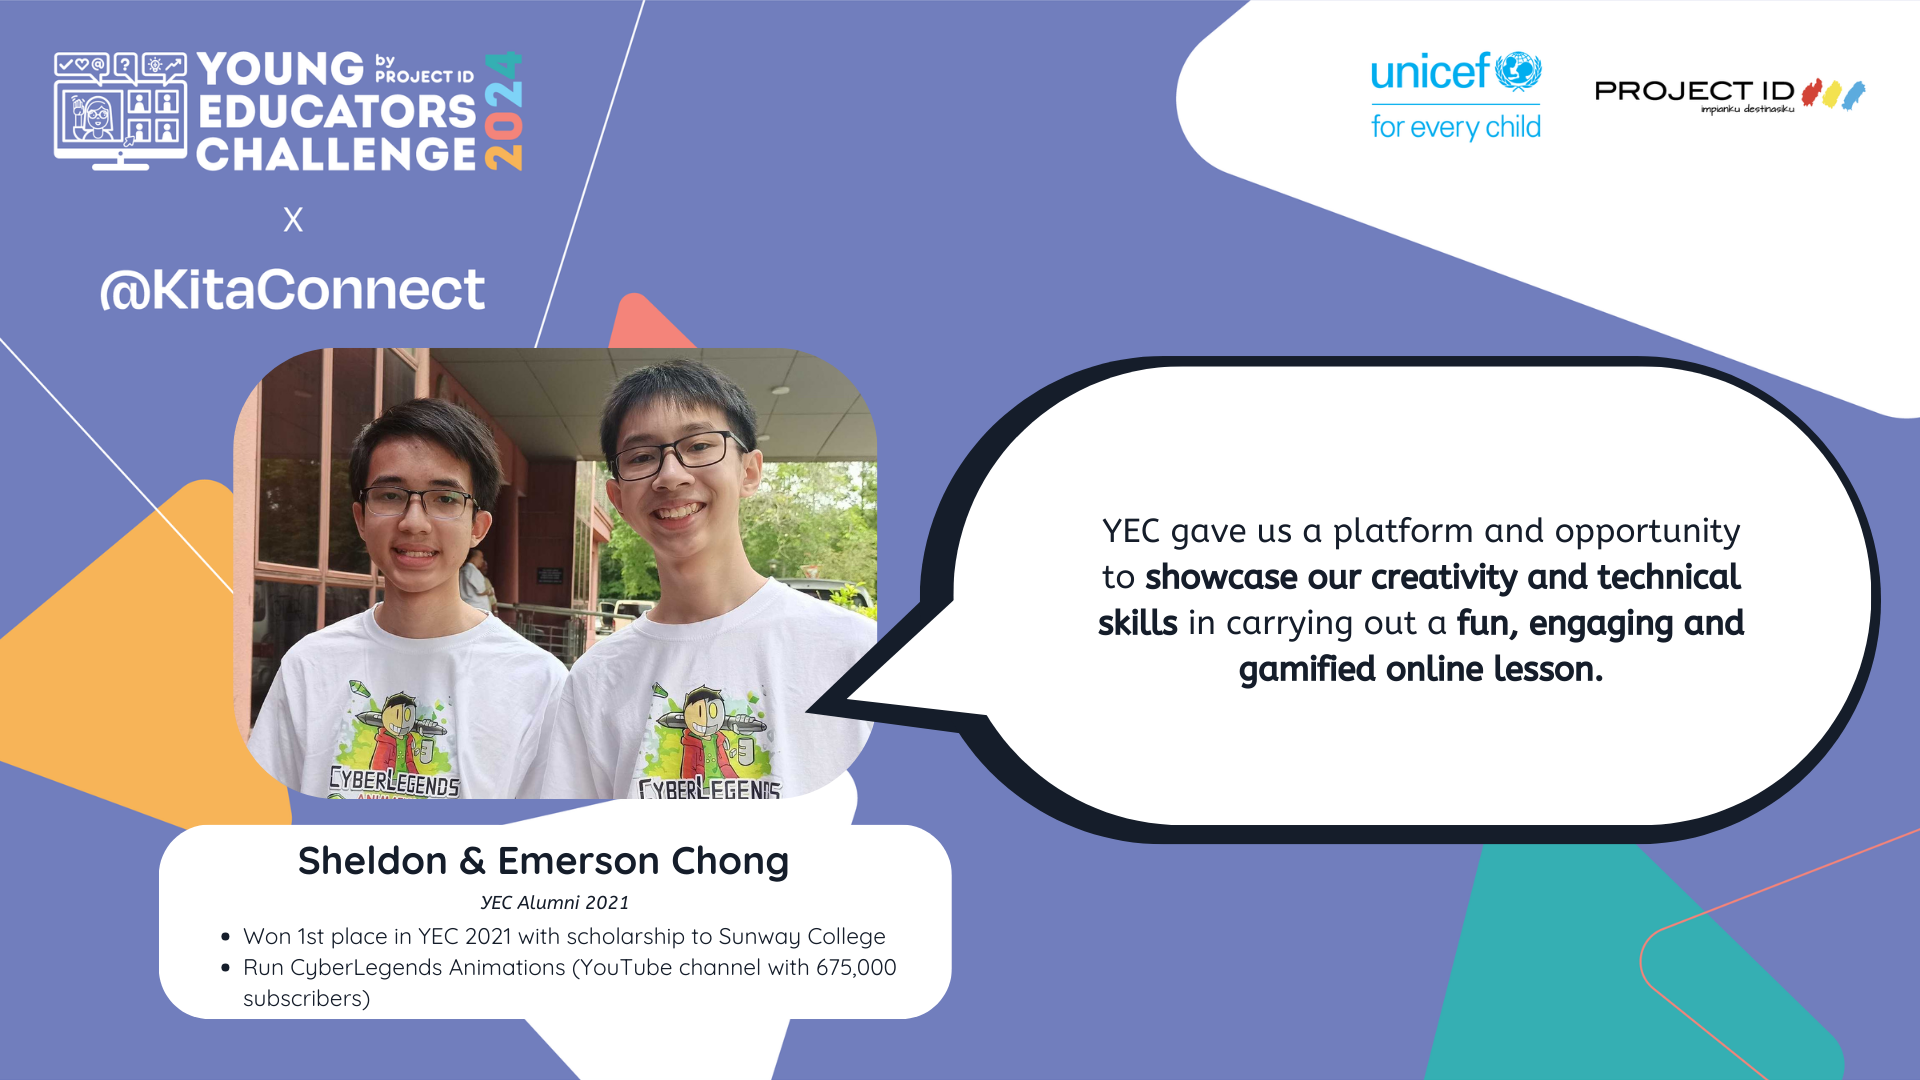 YOUNG by PROJECT ID
EDUCATORS
CHALLENGE
2024
X
@KitaConnect
unicef
for every child
PROJECT ID
impianku destinasiku
YEC gave us a platform and opportunity
to showcase our creativity and technical
skills in carrying out a fun, engaging and
gamified online lesson.
CYBERLEGENDS
CYBERLEGENDS
Sheldon & Emerson Chong
YEC Alumni 2021
• Won 1st place in YEC 2021 with scholarship to Sunway College
• Run CyberLegends Animations (YouTube channel with 675,000
subscribers)